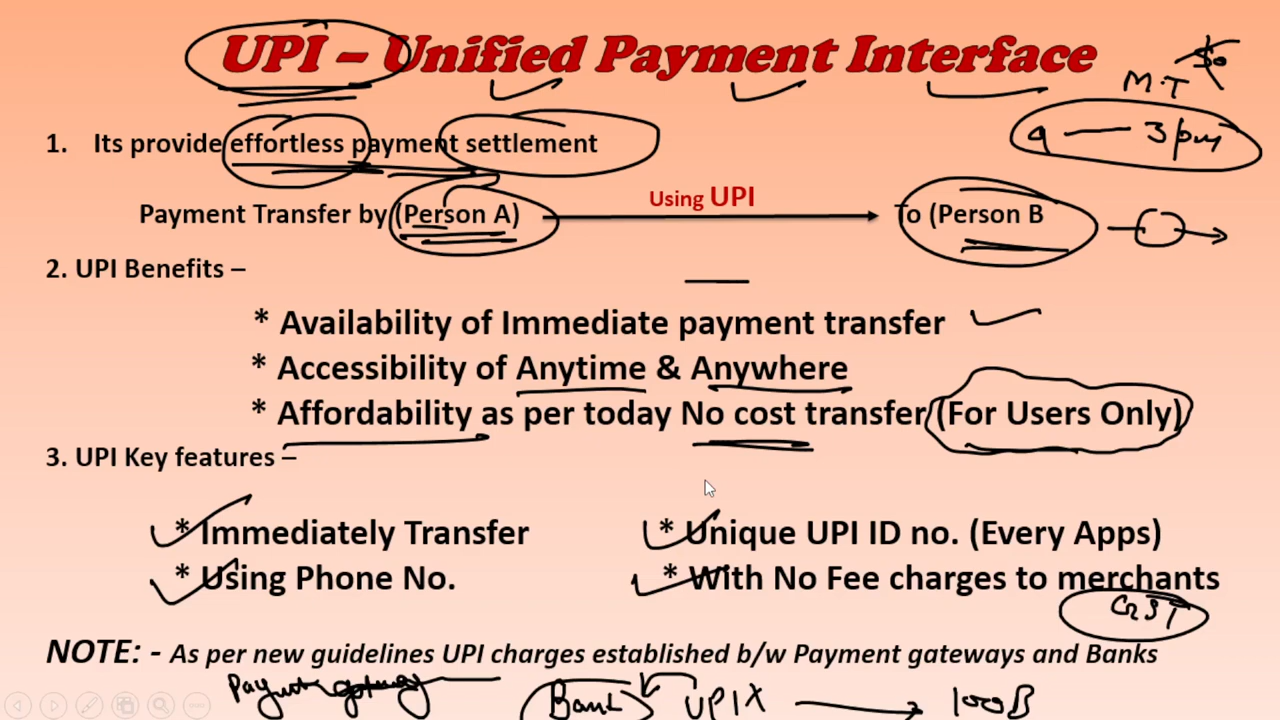 UPI – Unified Payment Interface
M.T
9 — 3 pm
1. Its provide effortless payment settlement
Using UPI
Payment Transfer by (Person A) To (Person B
2. UPI Benefits –
* Availability of Immediate payment transfer
* Accessibility of Anytime & Anywhere
* Affordability as per today No cost transfer (For Users Only)
3. UPI Key features –
* Immediately Transfer * Unique UPI ID no. (Every Apps)
* Using Phone No. * With No Fee charges to merchants
GST
NOTE: - As per new guidelines UPI charges established b/w Payment gateways and Banks
Bank UPI X